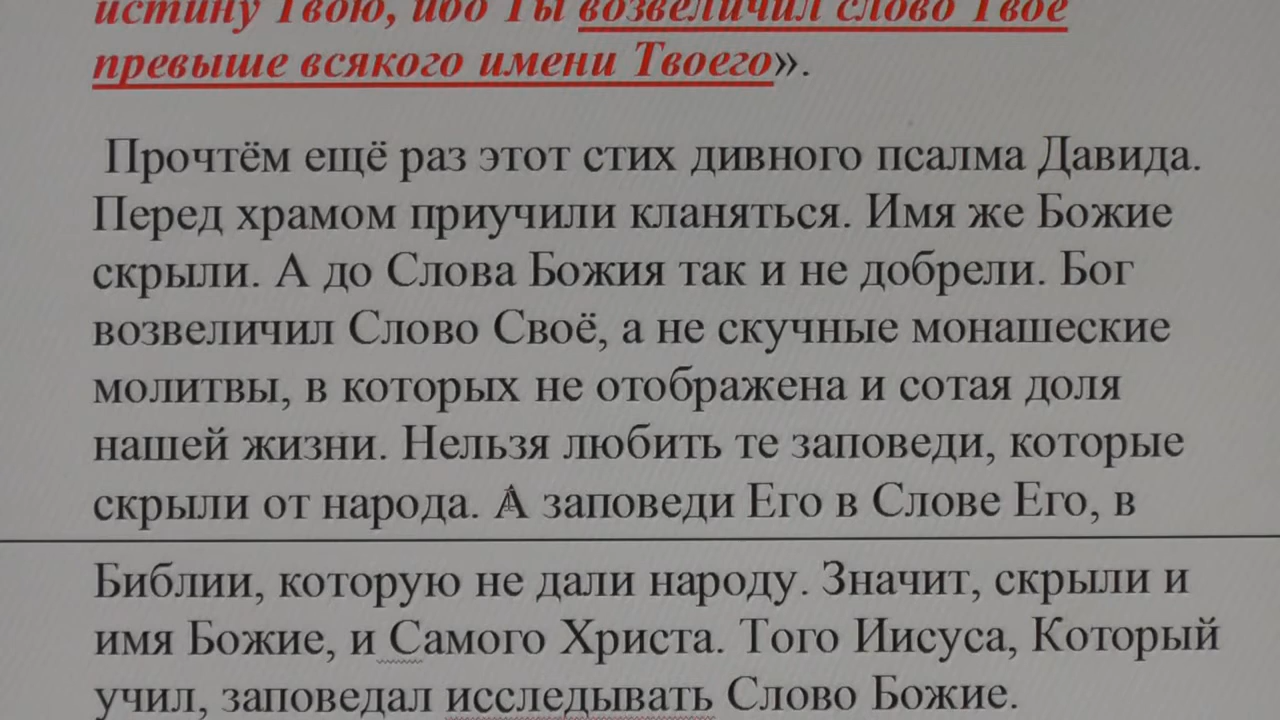 истину Твою, ибо Ты возвеличил слово Твое
превыше всякого имени Твоего».
Прочтём ещё раз этот стих дивного псалма Давида.
Перед храмом приучили кланяться. Имя же Божие
скрыли. А до Слова Божия так и не добрели. Бог
возвеличил Слово Своё, а не скучные монашеские
молитвы, в которых не отображена и сотая доля
нашей жизни. Нельзя любить те заповеди, которые
скрыли от народа. А заповеди Его в Слове Его, в
Библии, которую не дали народу. Значит, скрыли и
имя Божие, и Самого Христа. Того Иисуса, Который
учил, заповедал исследывать Слово Божие.